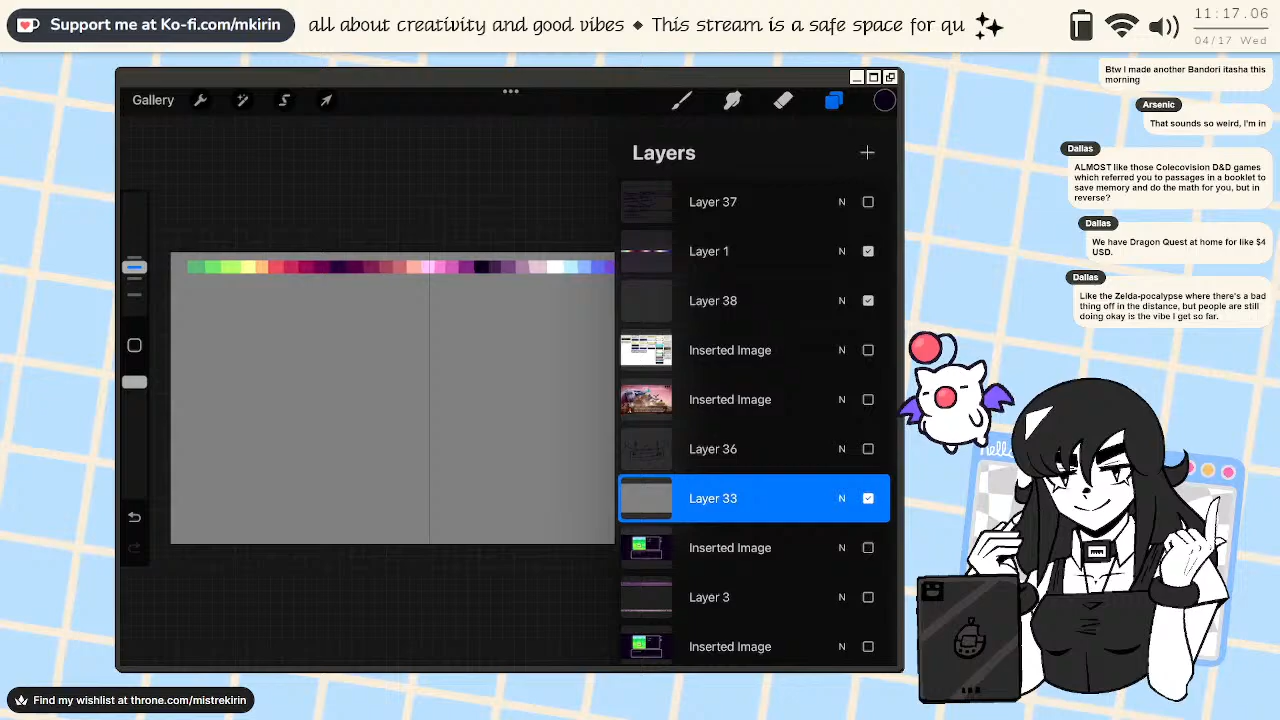 Support me at Ko-fi.com/mkirin
all about creativity and good vibes ◆ This stream is a safe space for qu
11:17.06
04/17 Wed
Btw I made another Bandori itasha this
morning
Arsenic
That sounds so weird, I'm in
Dallas
ALMOST like those Colecovision D&D games
which referred you to passages in a booklet to
save memory and do the math for you, but in
reverse?
Dallas
We have Dragon Quest at home for like $4
USD.
Dallas
Like the Zelda-pocalypse where there's a bad
thing off in the distance, but people are still
doing okay is the vibe I get so far.
Gallery
Layers
Layer 37 N
Layer 1 N
Layer 38 N
Inserted Image N
Inserted Image N
Layer 36 N
Layer 33 N
Inserted Image N
Layer 3 N
Inserted Image N
Find my wishlist at throne.com/mistrekirin